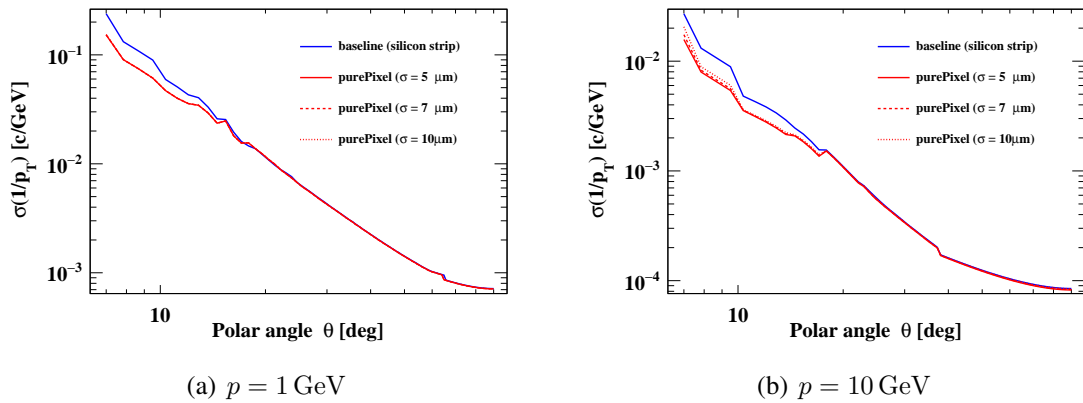 σ(1/p_T) [c/GeV]
10⁻¹
10⁻²
10⁻³
baseline (silicon strip)
purePixel (σ = 5 μm)
purePixel (σ = 7 μm)
purePixel (σ = 10μm)
10
Polar angle θ [deg]
(a) p = 1 GeV
σ(1/p_T) [c/GeV]
10⁻²
10⁻³
10⁻⁴
baseline (silicon strip)
purePixel (σ = 5 μm)
purePixel (σ = 7 μm)
purePixel (σ = 10μm)
10
Polar angle θ [deg]
(b) p = 10 GeV